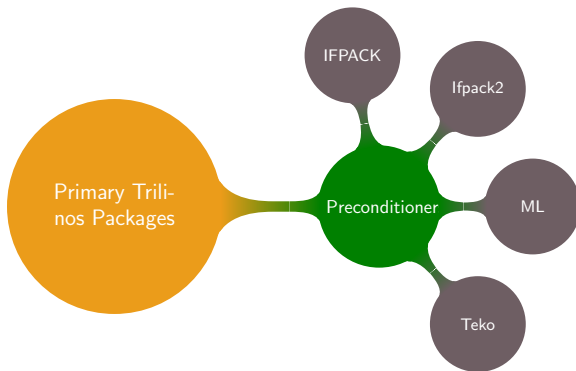 IFPACK
Ifpack2
Primary Trili-
nos Packages
Preconditioner
ML
Teko